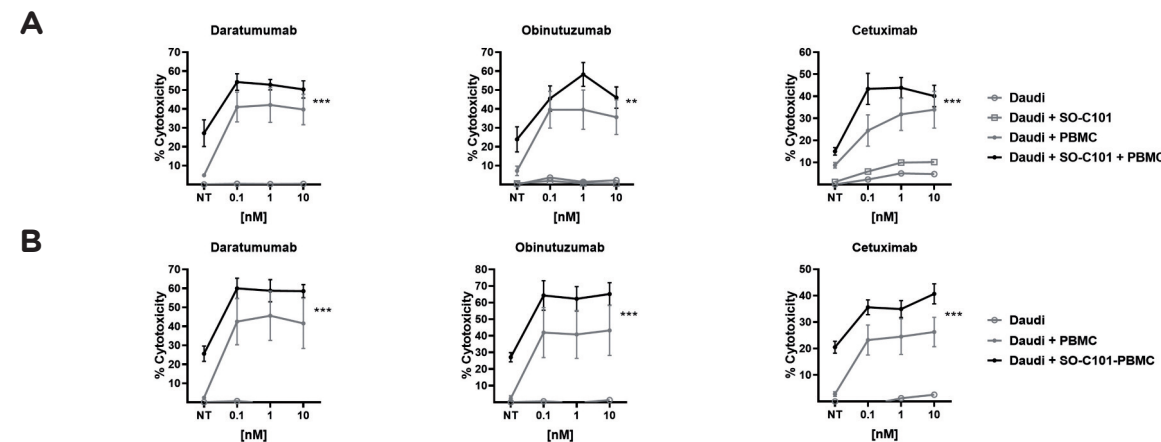 A
Daratumumab
% Cytotoxicity
70
60
50
40
30
20
10
***
NT 0.1 1 10
[nM]
Obinutuzumab
% Cytotoxicity
70
60
50
40
30
20
10
**
NT 0.1 1 10
[nM]
Cetuximab
% Cytotoxicity
60
50
40
30
20
10
***
NT 0.1 1 10
[nM]
Daudi
Daudi + SO-C101
Daudi + PBMC
Daudi + SO-C101 + PBMC
B
Daratumumab
% Cytotoxicity
70
60
50
40
30
20
10
***
NT 0.1 1 10
[nM]
Obinutuzumab
% Cytotoxicity
80
70
60
50
40
30
20
10
***
NT 0.1 1 10
[nM]
Cetuximab
% Cytotoxicity
50
40
30
20
10
***
NT 0.1 1 10
[nM]
Daudi
Daudi + PBMC
Daudi + SO-C101-PBMC